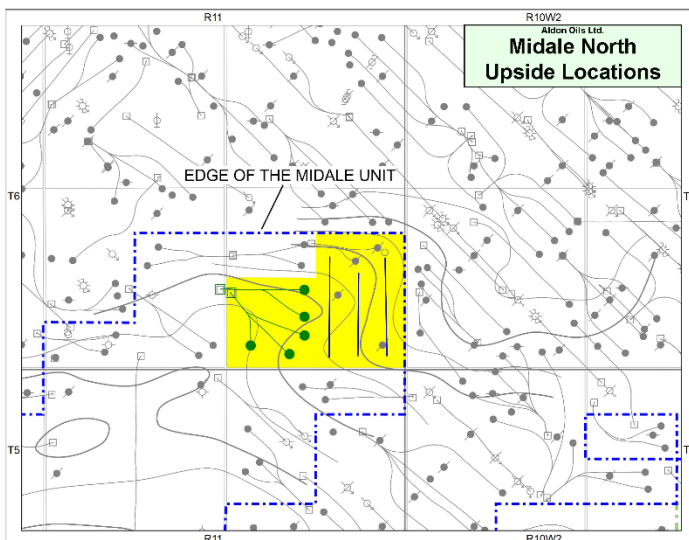 R11
R10W2
Aldon Oils Ltd.
Midale North
Upside Locations
EDGE OF THE MIDALE UNIT
T6
T
T5
T
R11
R10W2